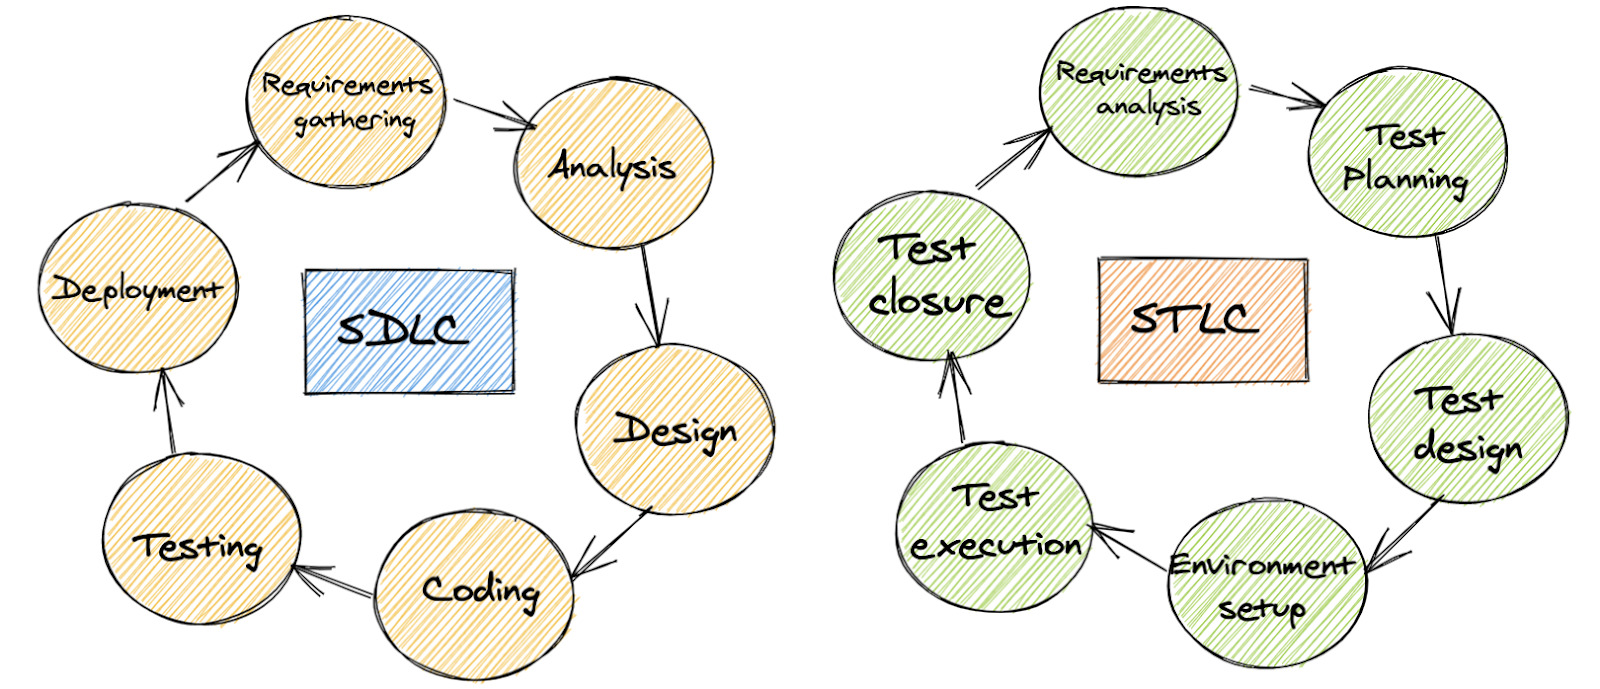 Requirements
gathering
Analysis
Design
Coding
Testing
Deployment
SDLC
Requirements
analysis
Test
Planning
Test
design
Environment
setup
Test
execution
Test
closure
STLC